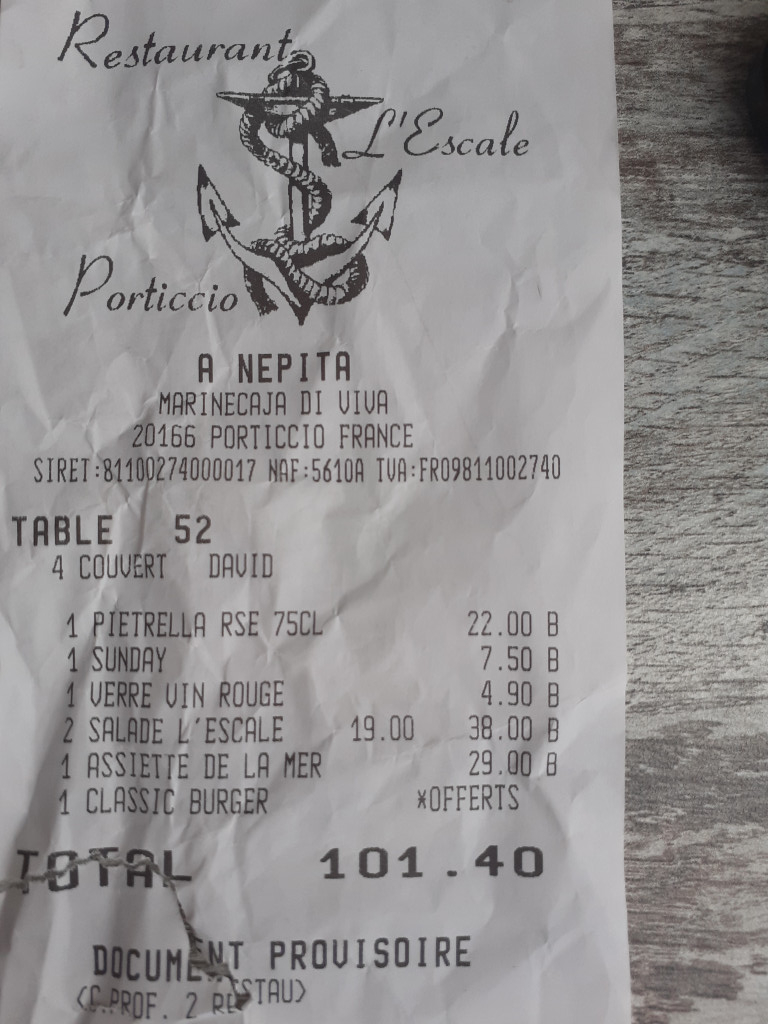 Restaurant
L'Escale
Porticcio
A NEPITA
MARINECAJA DI VIVA
20166 PORTICCIO FRANCE
SIRET:81100274000017 NAF:5610A TVA:FR09811002740
TABLE 52
4 COUVERT DAVID
1 PIETRELLA RSE 75CL 22.00 B
1 SUNDAY 7.50 B
1 VERRE VIN ROUGE 4.90 B
2 SALADE L'ESCALE 19.00 38.00 B
1 ASSIETTE DE LA MER 29.00 B
1 CLASSIC BURGER *OFFERTS
TOTAL 101.40
DOCUMENT PROVISOIRE
(C.PROF. 2 RESTAU)